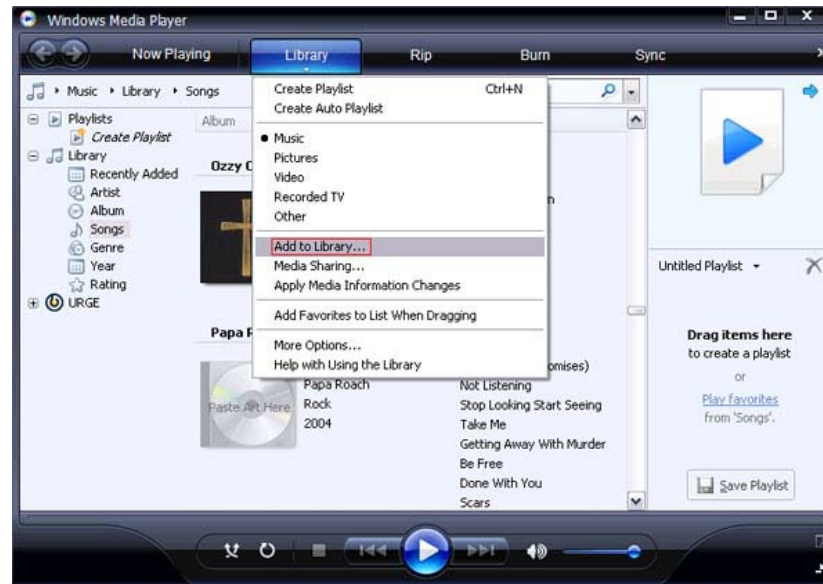 Windows Media Player
Now Playing
Library
Rip
Burn
Sync
Music
Library
Songs
Playlists
Create Playlist
Library
Recently Added
Artist
Album
Songs
Genre
Year
Rating
URGE
Album
Ozzy
Papa
Create Playlist Ctrl+N
Create Auto Playlist
Music
Pictures
Video
Recorded TV
Other
Add to Library...
Media Sharing...
Apply Media Information Changes
Add Favorites to List When Dragging
More Options...
Help with Using the Library
Paste Art Here
Papa Roach
Rock
2004
omises)
Not Listening
Stop Looking Start Seeing
Take Me
Getting Away With Murder
Be Free
Done With You
Scars
Untitled Playlist
Drag items here
to create a playlist
or
Play favorites
from 'Songs'.
Save Playlist